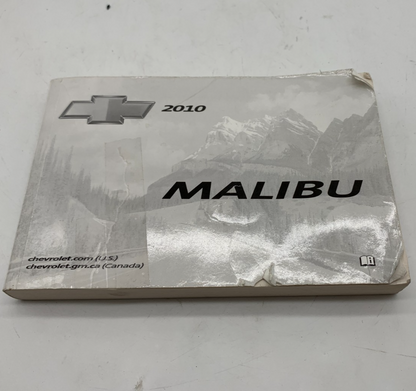 2010
MALIBU
chevrolet.com (U.S.)
chevrolet.gm.ca (Canada)